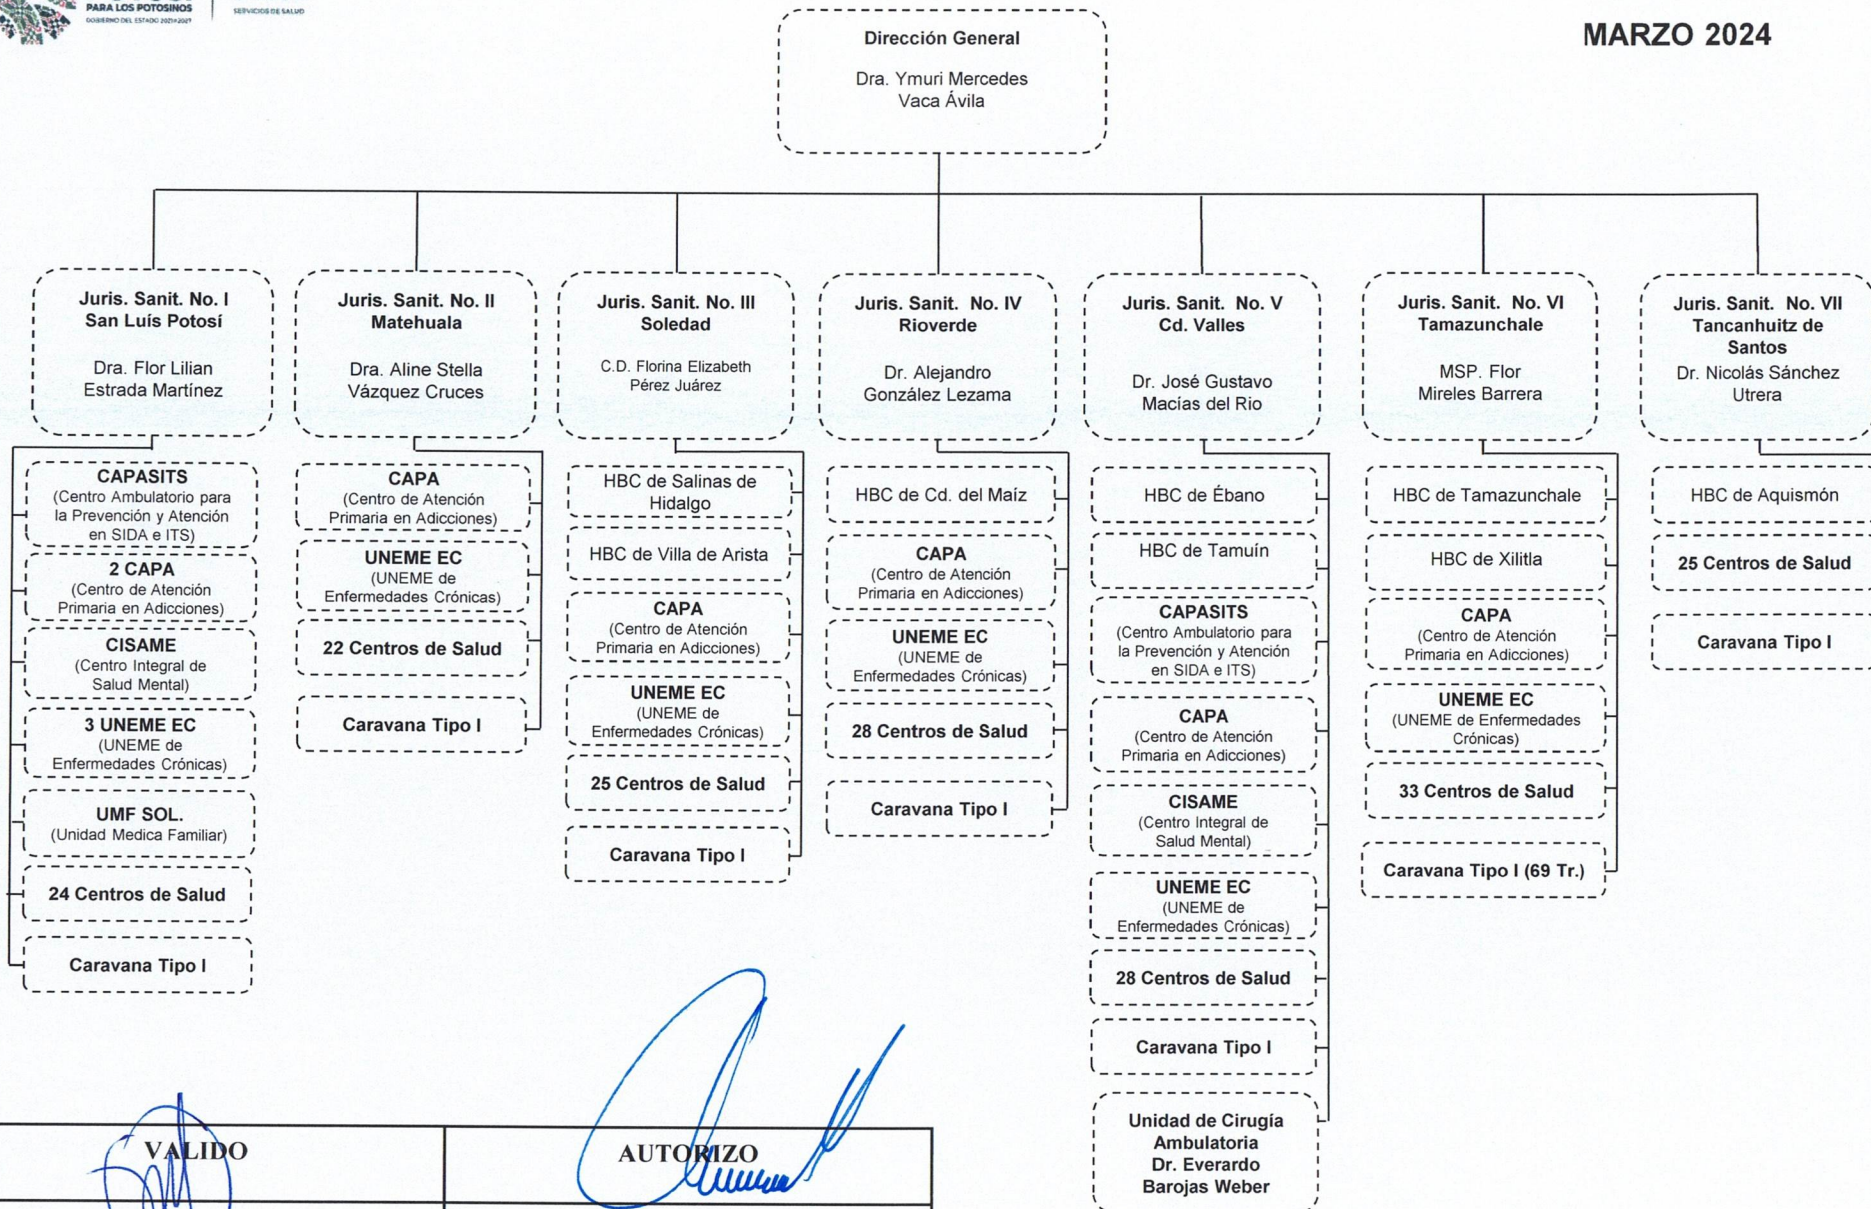 PARA LOS POTOSINOS
GOBIERNO DEL ESTADO 2021-2027
SERVICIOS DE SALUD
MARZO 2024
Dirección General
Dra. Ymuri Mercedes
Vaca Ávila
Juris. Sanit. No. I
San Luís Potosí
Dra. Flor Lilian
Estrada Martínez
CAPASITS
(Centro Ambulatorio para
la Prevención y Atención
en SIDA e ITS)
2 CAPA
(Centro de Atención
Primaria en Adicciones)
CISAME
(Centro Integral de
Salud Mental)
3 UNEME EC
(UNEME de
Enfermedades Crónicas)
UMF SOL.
(Unidad Medica Familiar)
24 Centros de Salud
Caravana Tipo I
Juris. Sanit. No. II
Matehuala
Dra. Aline Stella
Vázquez Cruces
CAPA
(Centro de Atención
Primaria en Adicciones)
UNEME EC
(UNEME de
Enfermedades Crónicas)
22 Centros de Salud
Caravana Tipo I
Juris. Sanit. No. III
Soledad
C.D. Florina Elizabeth
Pérez Juárez
HBC de Salinas de
Hidalgo
HBC de Villa de Arista
CAPA
(Centro de Atención
Primaria en Adicciones)
UNEME EC
(UNEME de
Enfermedades Crónicas)
25 Centros de Salud
Caravana Tipo I
Juris. Sanit. No. IV
Rioverde
Dr. Alejandro
González Lezama
HBC de Cd. del Maíz
CAPA
(Centro de Atención
Primaria en Adicciones)
UNEME EC
(UNEME de
Enfermedades Crónicas)
28 Centros de Salud
Caravana Tipo I
Juris. Sanit. No. V
Cd. Valles
Dr. José Gustavo
Macías del Rio
HBC de Ébano
HBC de Tamuín
CAPASITS
(Centro Ambulatorio para
la Prevención y Atención
en SIDA e ITS)
CAPA
(Centro de Atención
Primaria en Adicciones)
CISAME
(Centro Integral de
Salud Mental)
UNEME EC
(UNEME de
Enfermedades Crónicas)
28 Centros de Salud
Caravana Tipo I
Unidad de Cirugía
Ambulatoria
Dr. Everardo
Barojas Weber
Juris. Sanit. No. VI
Tamazunchale
MSP. Flor
Mireles Barrera
HBC de Tamazunchale
HBC de Xilitla
CAPA
(Centro de Atención
Primaria en Adicciones)
UNEME EC
(UNEME de Enfermedades
Crónicas)
33 Centros de Salud
Caravana Tipo I (69 Tr.)
Juris. Sanit. No. VII
Tancanhuitz de
Santos
Dr. Nicolás Sánchez
Utrera
HBC de Aquismón
25 Centros de Salud
Caravana Tipo I
VALIDO
AUTORIZO